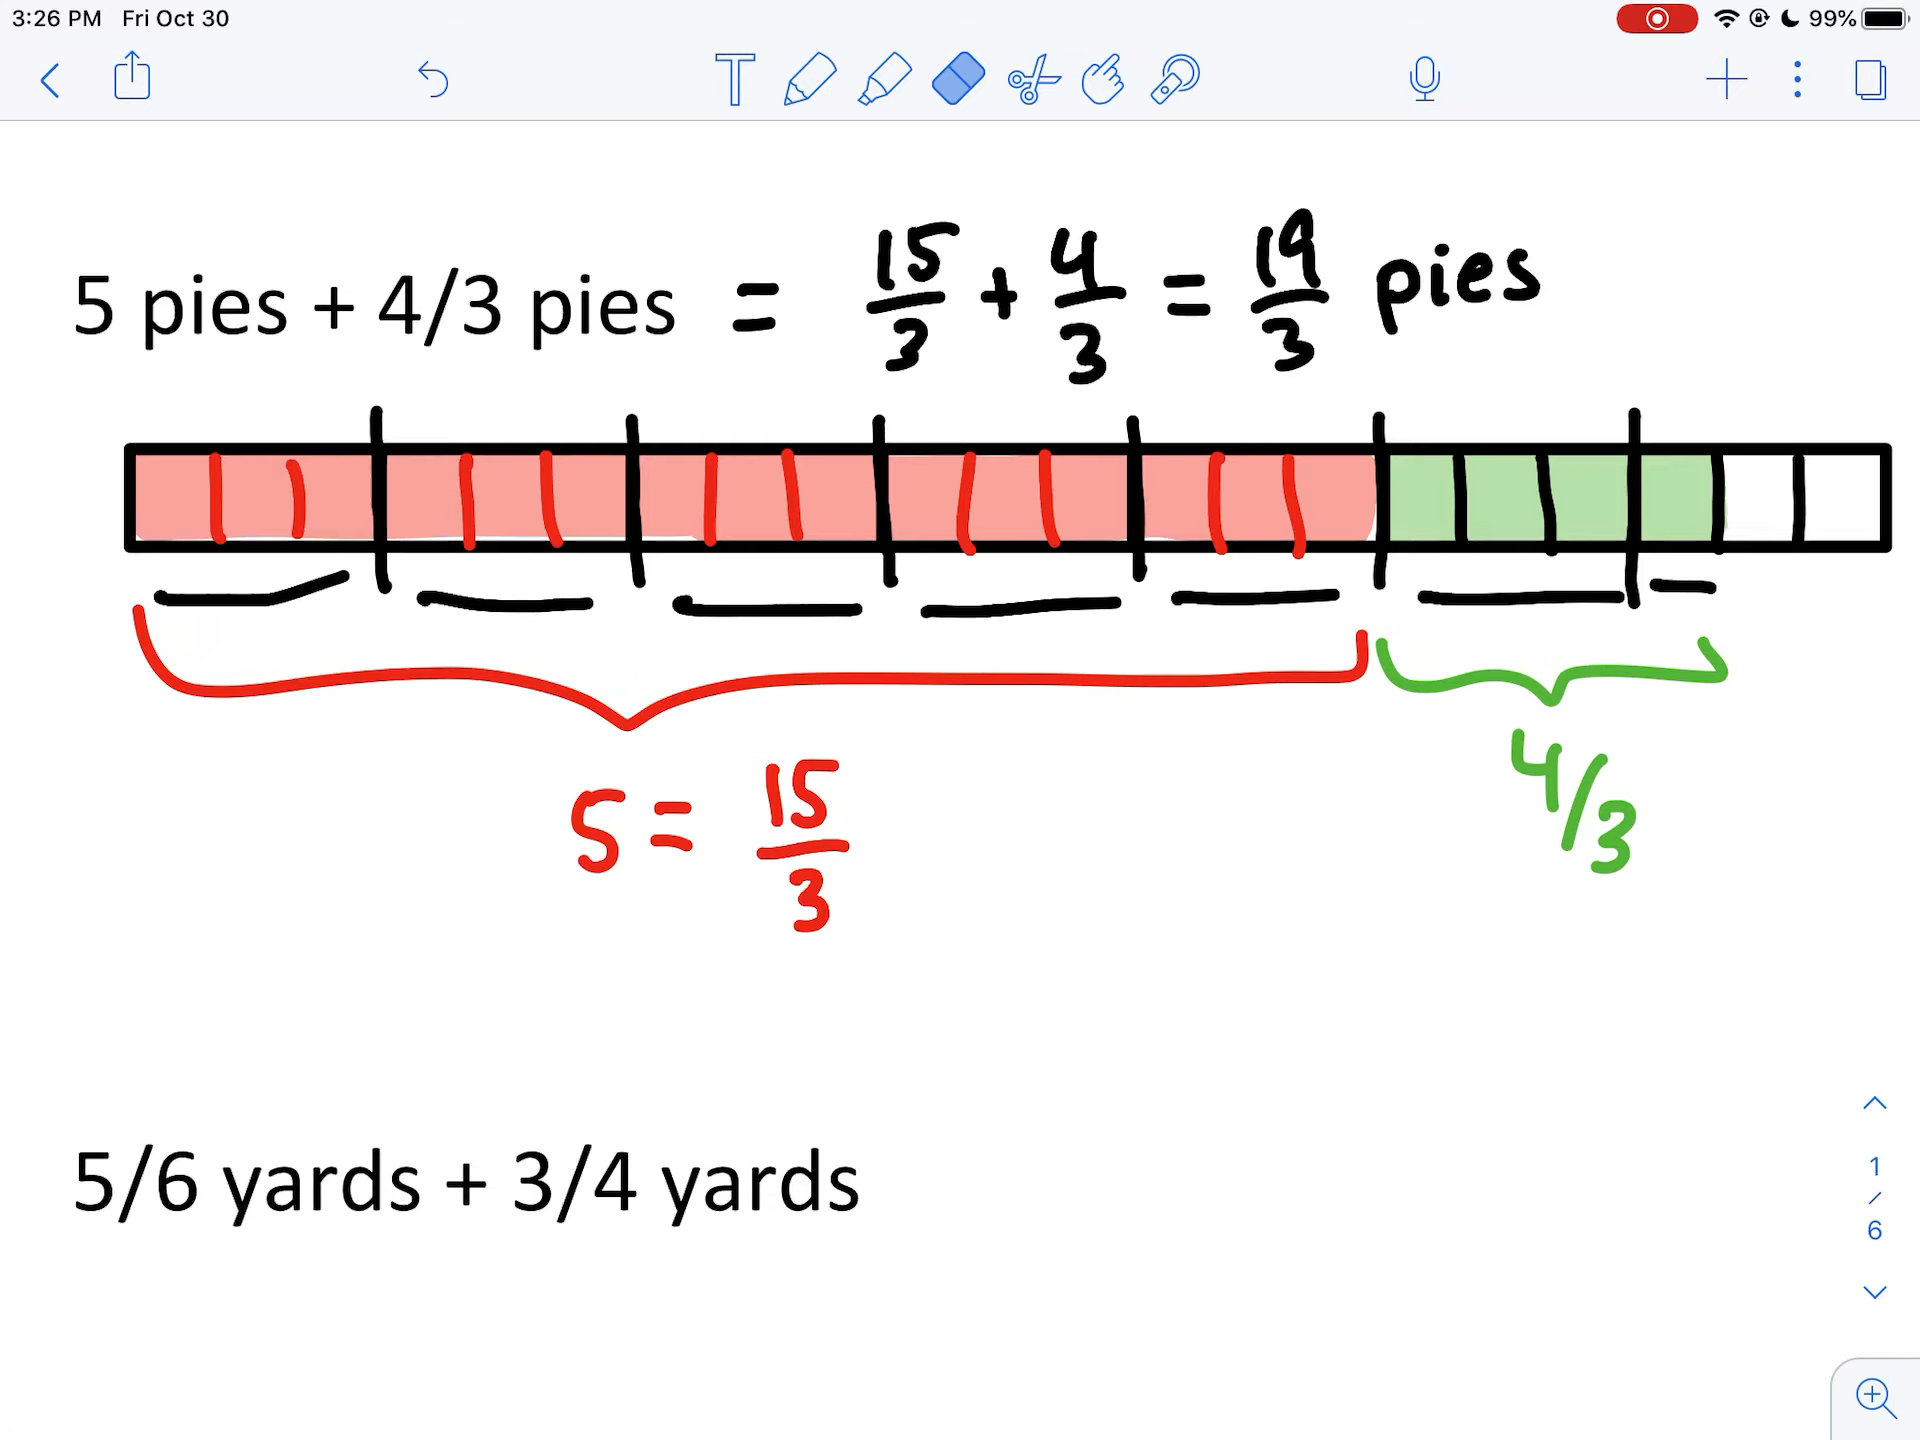 3:26 PM Fri Oct 30 99%
T
5 pies + 4/3 pies = 15/3 + 4/3 = 19/3 pies
5 = 15/3
4/3
5/6 yards + 3/4 yards
1
/
6